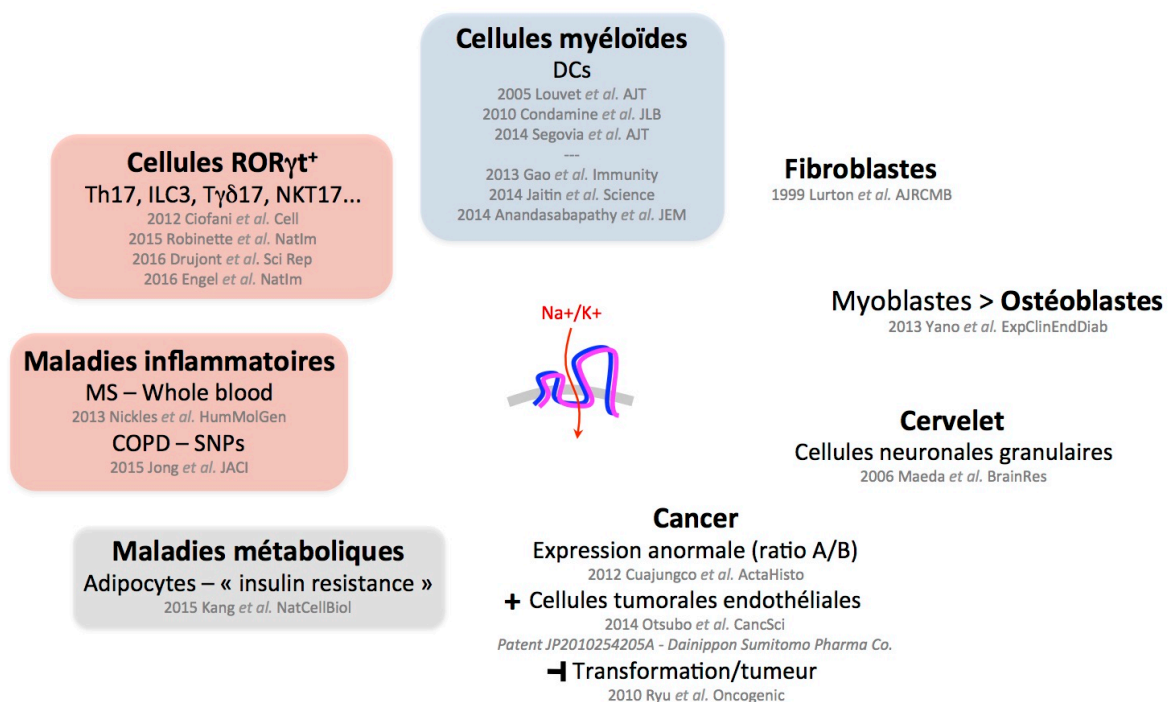 Cellules myéloïdes
DCs
2005 Louvet et al. AJT
2010 Condamine et al. JLB
2014 Segovia et al. AJT
---
2013 Gao et al. Immunity
2014 Jaitin et al. Science
2014 Anandasabapathy et al. JEM
Cellules RORγt⁺
Th17, ILC3, Tγδ17, NKT17...
2012 Ciofani et al. Cell
2015 Robinette et al. NatIm
2016 Drujont et al. Sci Rep
2016 Engel et al. NatIm
Fibroblastes
1999 Lurton et al. AJRCMB
Myoblastes > Ostéoblastes
2013 Yano et al. ExpClinEndDiab
Na+/K+
Maladies inflammatoires
MS – Whole blood
2013 Nickles et al. HumMolGen
COPD – SNPs
2015 Jong et al. JACI
Cervelet
Cellules neuronales granulaires
2006 Maeda et al. BrainRes
Maladies métaboliques
Adipocytes – « insulin resistance »
2015 Kang et al. NatCellBiol
Cancer
Expression anormale (ratio A/B)
2012 Cuajungco et al. ActaHisto
+ Cellules tumorales endothéliales
2014 Otsubo et al. CancSci
Patent JP2010254205A - Dainippon Sumitomo Pharma Co.
Transformation/tumeur
2010 Ryu et al. Oncogenic